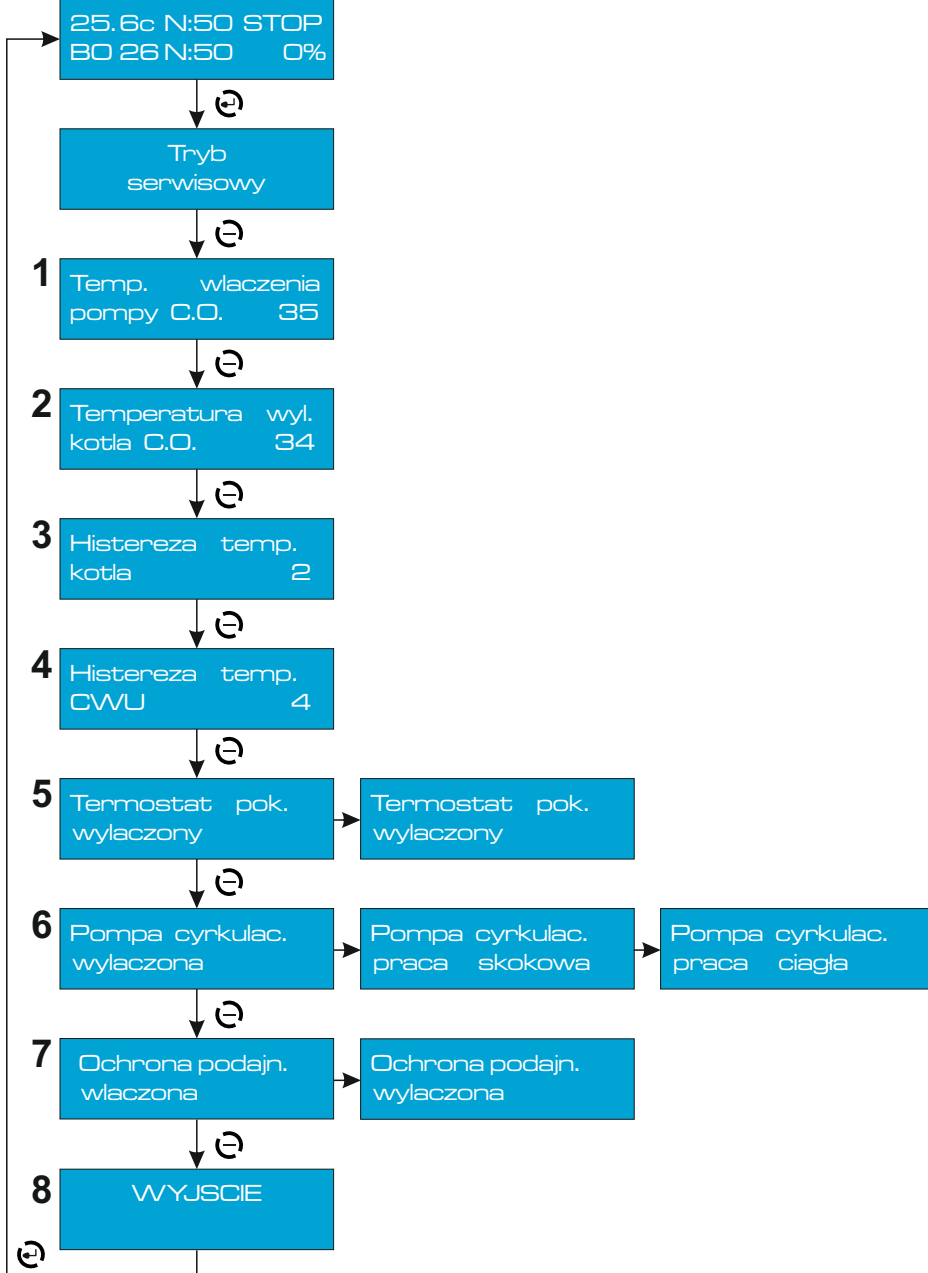 25.6c N:50 STOP
BO 26 N:50 0%
Tryb
serwisowy
1
Temp. wlaczenia
pompy C.O. 35
2
Temperatura wyl.
kotla C.O. 34
3
Histereza temp.
kotla 2
4
Histereza temp.
CWU 4
5
Termostat pok.
wylaczony
Termostat pok.
wylaczony
6
Pompa cyrkulac.
wylaczona
Pompa cyrkulac.
praca skokowa
Pompa cyrkulac.
praca ciagła
7
Ochrona podajn.
wlaczona
Ochrona podajn.
wylaczona
8
WYJSCIE